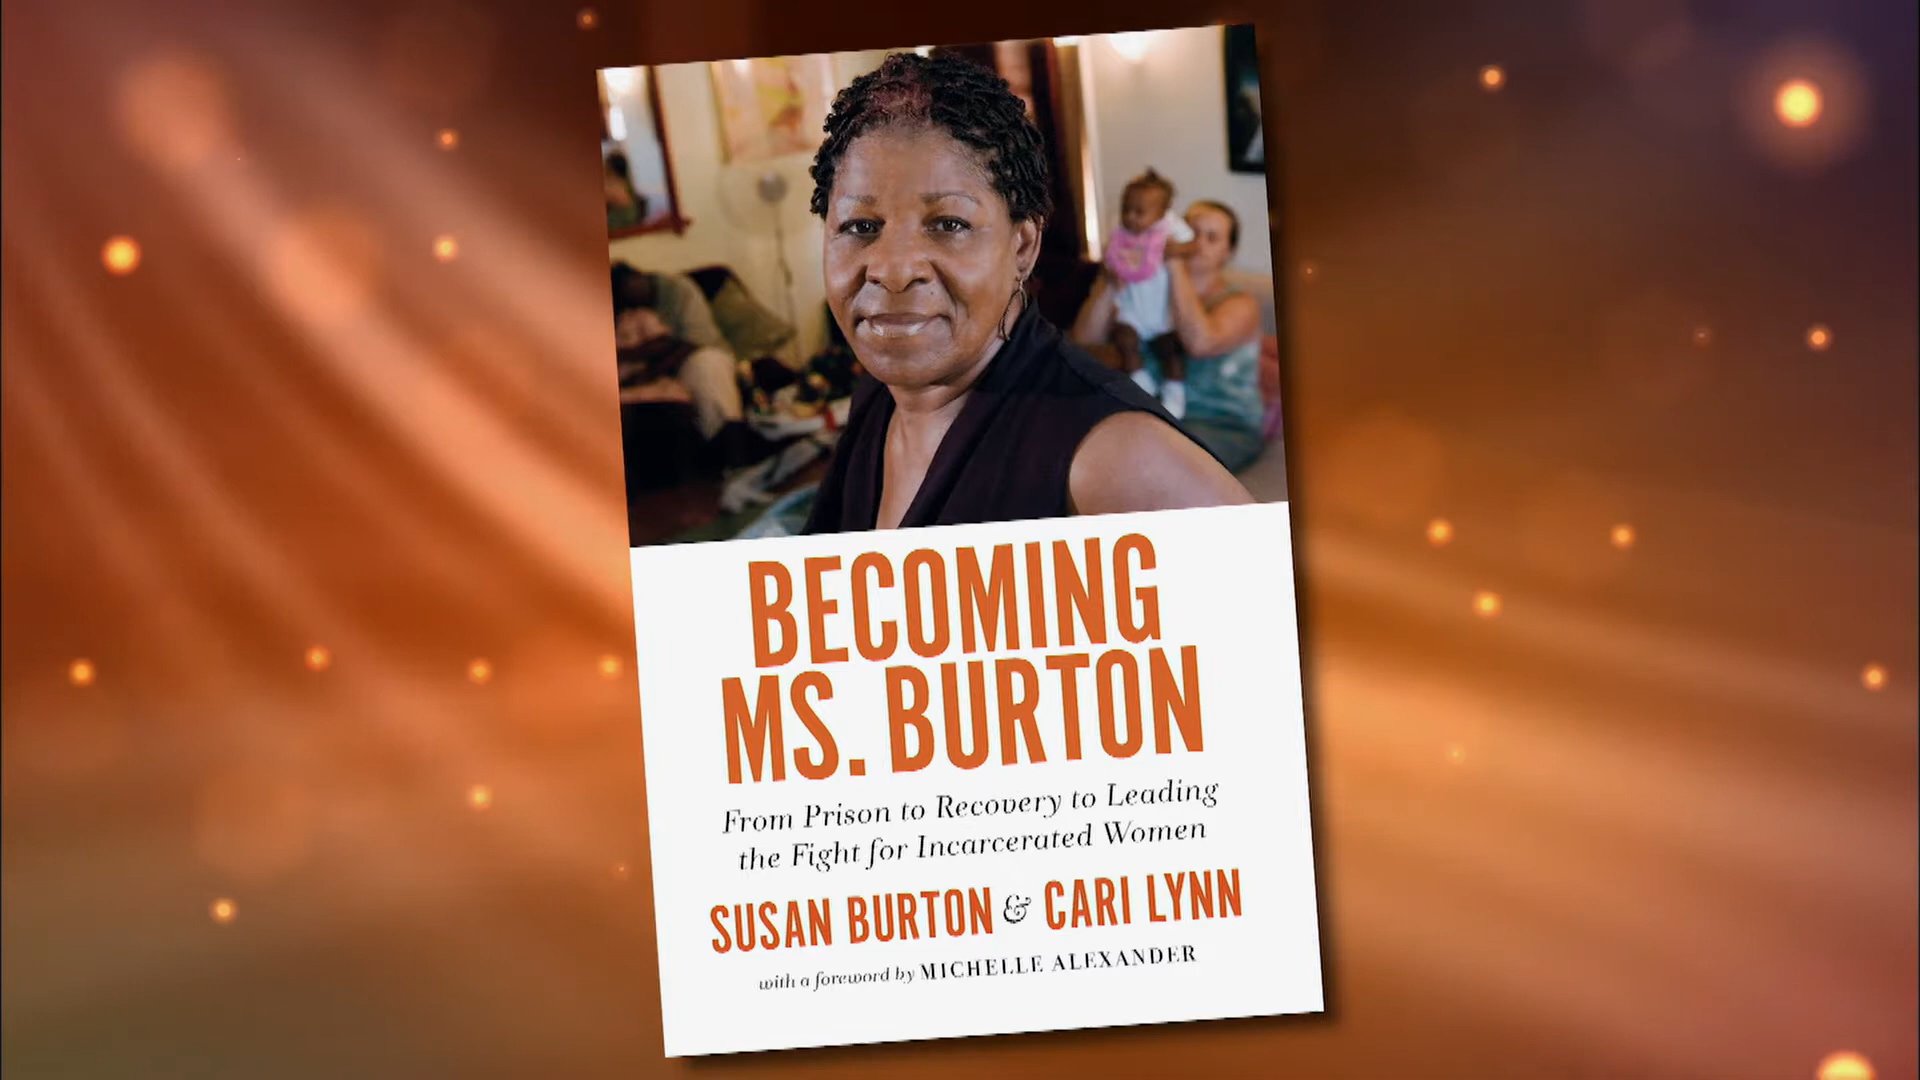 BECOMING
MS. BURTON
From Prison to Recovery to Leading
the Fight for Incarcerated Women
SUSAN BURTON & CARI LYNN
with a foreword by MICHELLE ALEXANDER